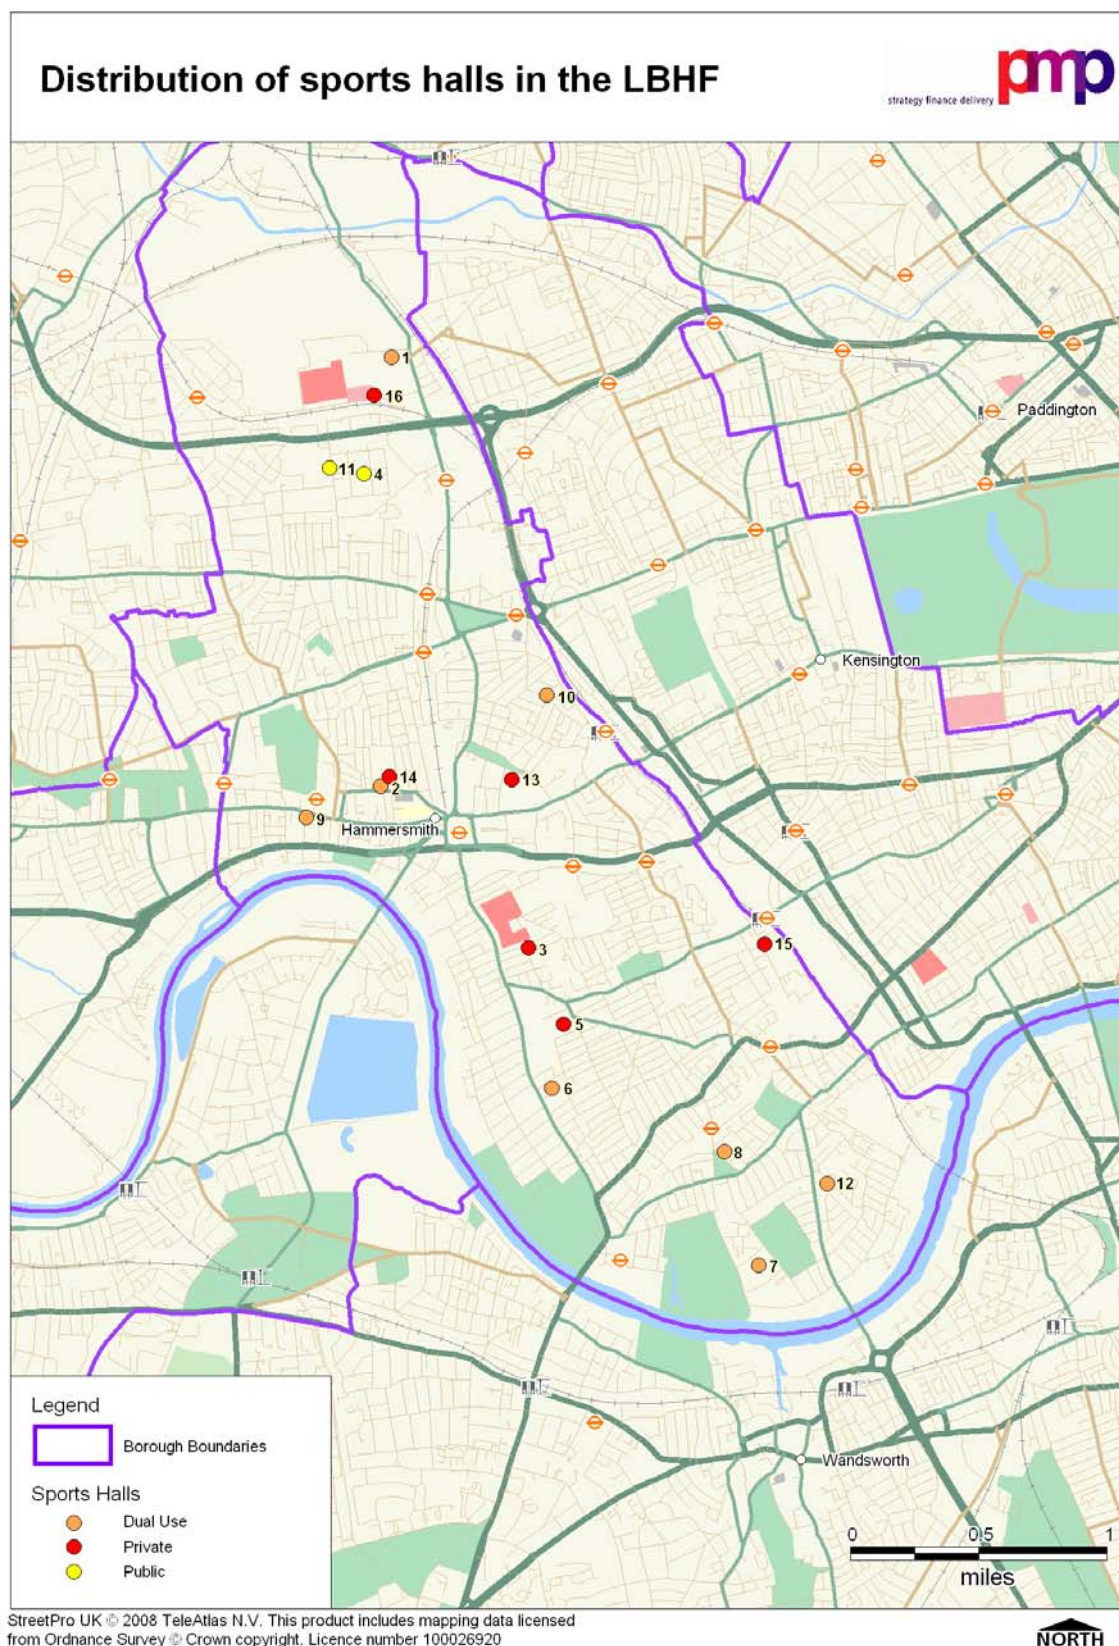 Distribution of sports halls in the LBHF
pmp
strategy finance delivery
1
16
Paddington
11
4
Kensington
10
14
2
13
9
Hammersmith
3
15
5
6
8
12
7
Legend
Borough Boundaries
Sports Halls
Dual Use
Private
Public
Wandsworth
0 0.5 1
miles
StreetPro UK © 2008 TeleAtlas N.V. This product includes mapping data licensed
from Ordnance Survey © Crown copyright. Licence number 100026920
NORTH